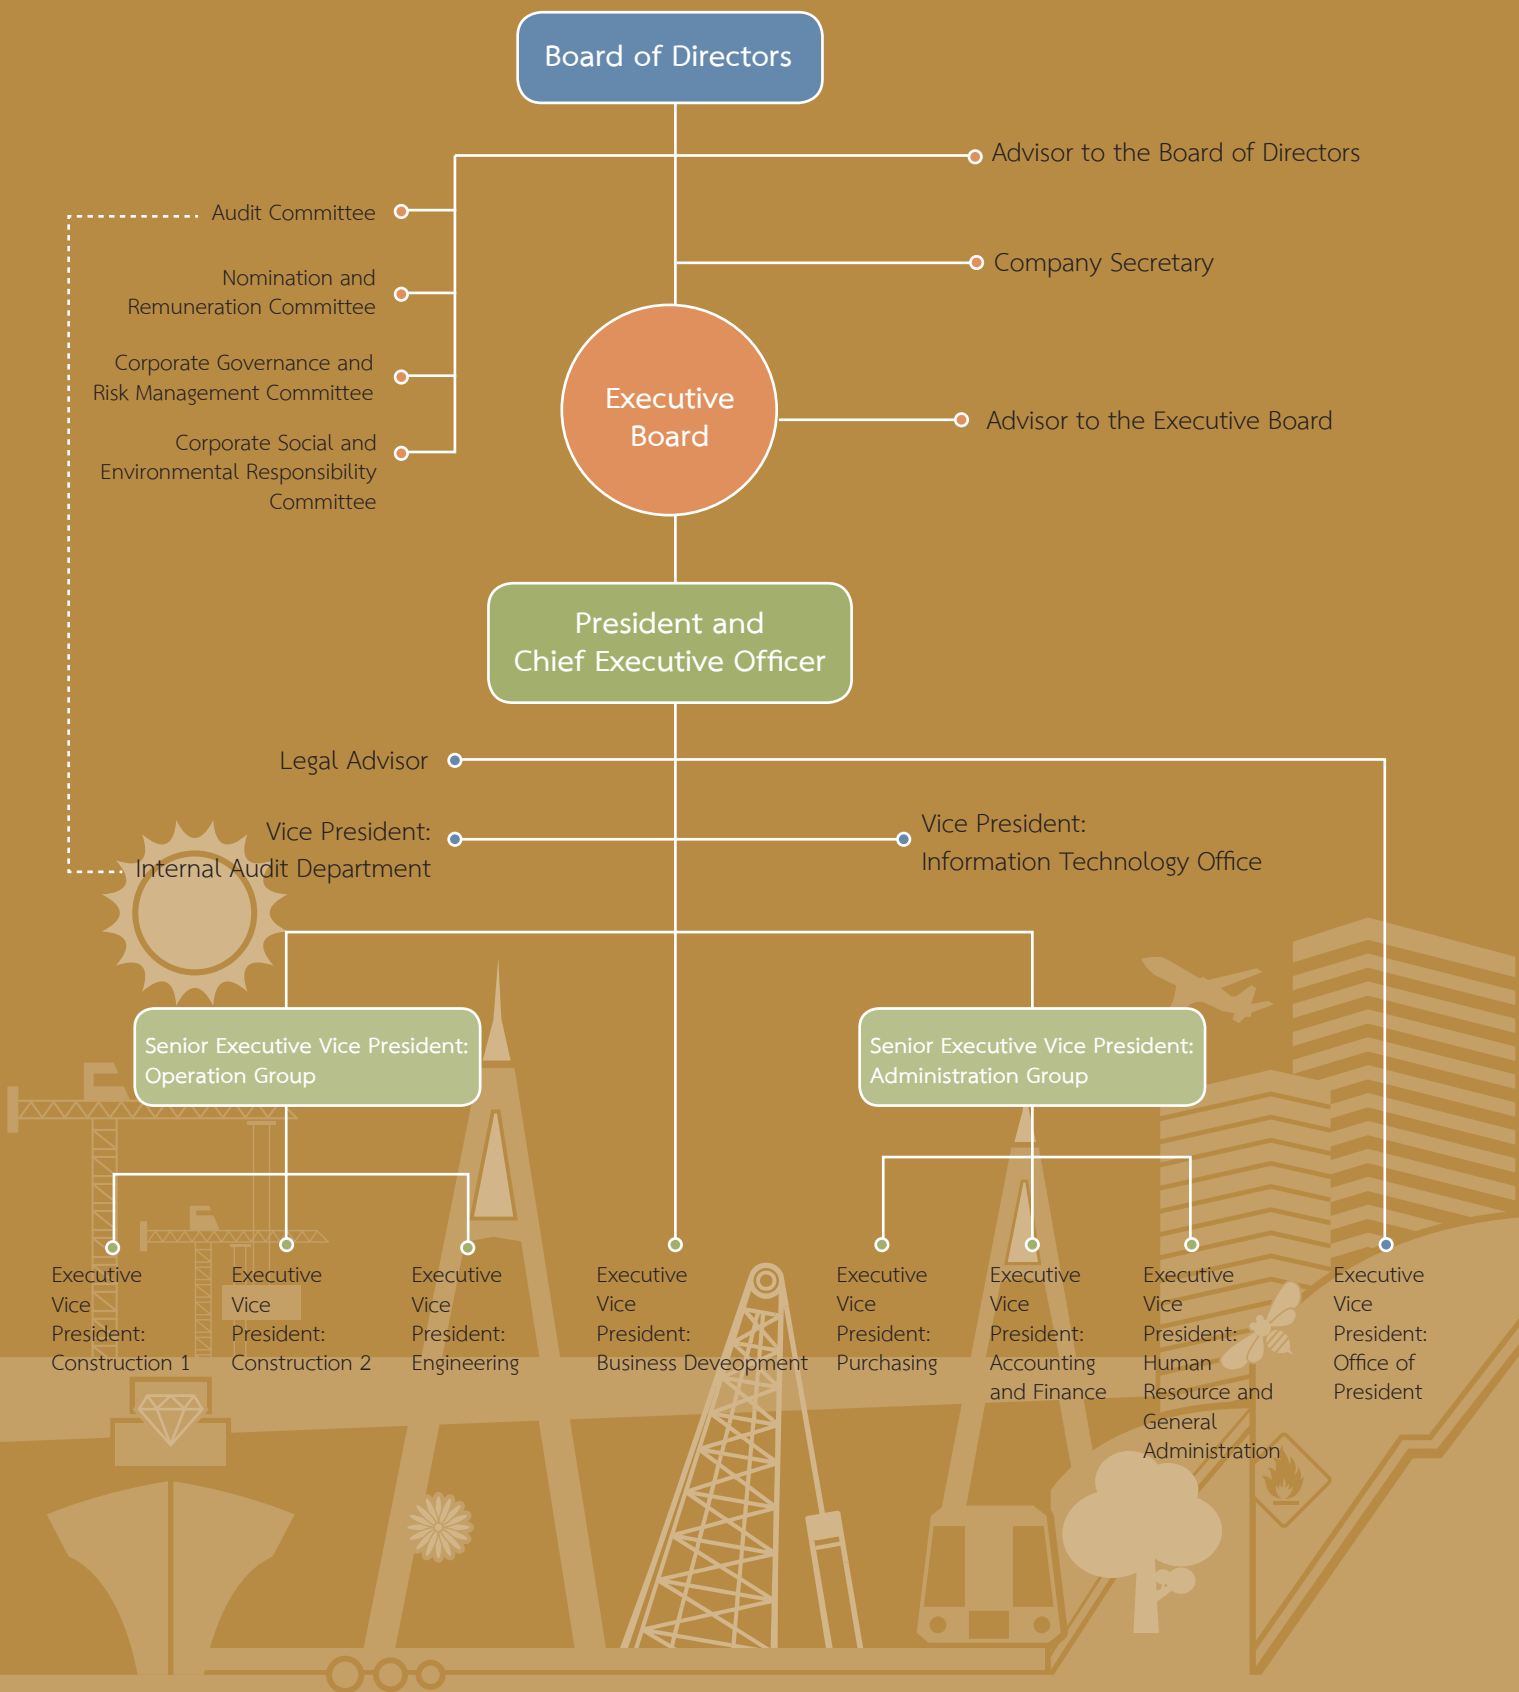 Board of Directors
Advisor to the Board of Directors
Audit Committee
Company Secretary
Nomination and
Remuneration Committee
Corporate Governance and
Risk Management Committee
Executive
Board
Advisor to the Executive Board
Corporate Social and
Environmental Responsibility
Committee
President and
Chief Executive Officer
Legal Advisor
Vice President:
Internal Audit Department
Vice President:
Information Technology Office
Senior Executive Vice President:
Operation Group
Senior Executive Vice President:
Administration Group
Executive
Vice
President:
Construction 1
Executive
Vice
President:
Construction 2
Executive
Vice
President:
Engineering
Executive
Vice
President:
Business Deveopment
Executive
Vice
President:
Purchasing
Executive
Vice
President:
Accounting
and Finance
Executive
Vice
President:
Human
Resource and
General
Administration
Executive
Vice
President:
Office of
President